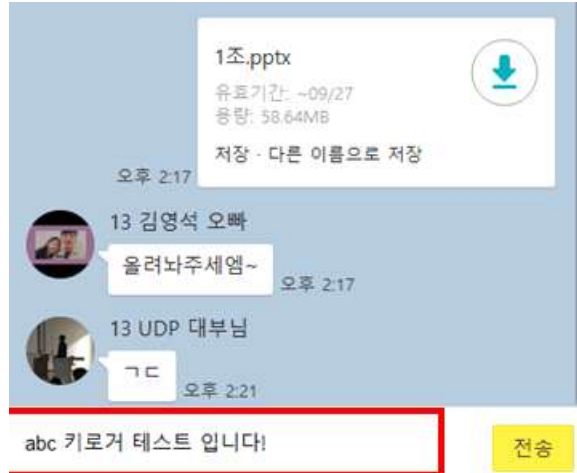 1조.pptx
유효기간: ~09/27
용량: 58.64MB
저장 · 다른 이름으로 저장
오후 2:17
13 김영석 오빠
올려놔주세엠~
오후 2:17
13 UDP 대부님
ㄱㄷ
오후 2:21
abc 키로거 테스트 입니다!
전송